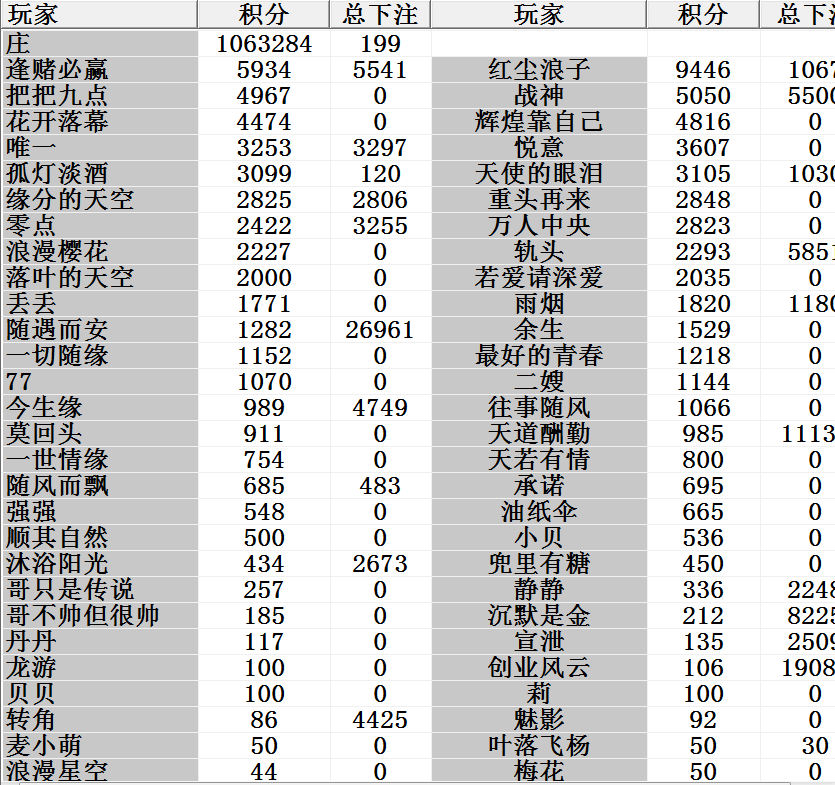 玩家 积分 总下注 玩家 积分 总下
庄 1063284 199
逢赌必赢 5934 5541 红尘浪子 9446 1067
把把九点 4967 0 战神 5050 5500
花开落幕 4474 0 辉煌靠自己 4816 0
唯一 3253 3297 悦意 3607 0
孤灯淡酒 3099 120 天使的眼泪 3105 1030
缘分的天空 2825 2806 重头再来 2848 0
零点 2422 3255 万人中央 2823 0
浪漫樱花 2227 0 轨头 2293 5851
落叶的天空 2000 0 若爱请深爱 2035 0
丢丢 1771 0 雨烟 1820 1180
随遇而安 1282 26961 余生 1529 0
一切随缘 1152 0 最好的青春 1218 0
77 1070 0 二嫂 1144 0
今生缘 989 4749 往事随风 1066 0
莫回头 911 0 天道酬勤 985 1113
一世情缘 754 0 天若有情 800 0
随风而飘 685 483 承诺 695 0
强强 548 0 油纸伞 665 0
顺其自然 500 0 小贝 536 0
沐浴阳光 434 2673 兜里有糖 450 0
哥只是传说 257 0 静静 336 2248
哥不帅但很帅 185 0 沉默是金 212 8225
丹丹 117 0 宣泄 135 2509
龙游 100 0 创业风云 106 1908
贝贝 100 0 莉 100 0
转角 86 4425 魅影 92 0
麦小萌 50 0 叶落飞杨 50 30
浪漫星空 44 0 梅花 50 0